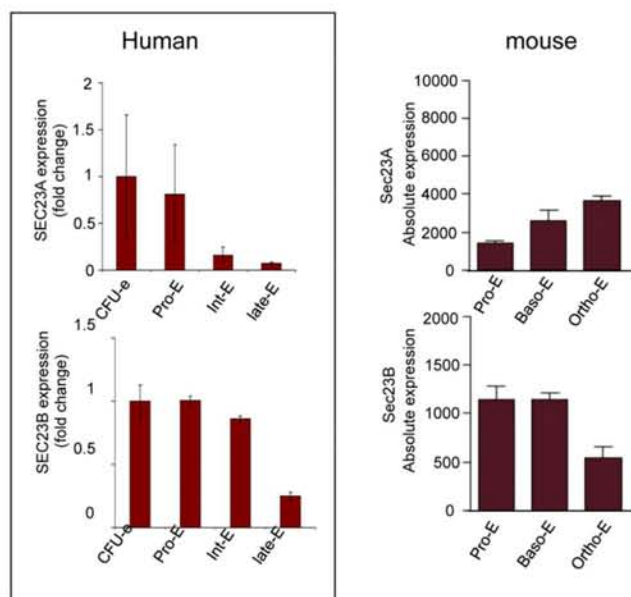 Human
SEC23A expression
(fold change)
2
1.5
1
0.5
0
CFU-e
Pro-E
Int-E
late-E
SEC23B expression
(fold change)
1.5
1
0.5
0
CFU-e
Pro-E
Int-E
late-E
mouse
Sec23A
Absolute expression
10000
8000
6000
4000
2000
0
Pro-E
Baso-E
Ortho-E
Sec23B
Absolute expression
2000
1500
1000
500
0
Pro-E
Baso-E
Ortho-E